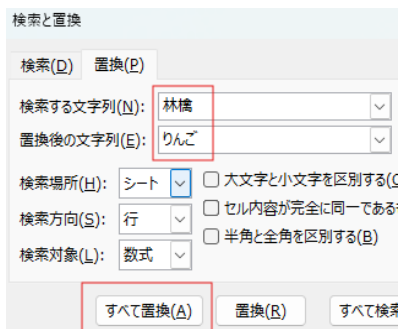 検索と置換
検索(D) 置換(P)
検索する文字列(N): 林檎
置換後の文字列(E): りんご
検索場所(H): シート 大文字と小文字を区別する(C
検索方向(S): 行 セル内容が完全に同一である
検索対象(L): 数式 半角と全角を区別する(B)
すべて置換(A) 置換(R) すべて検索